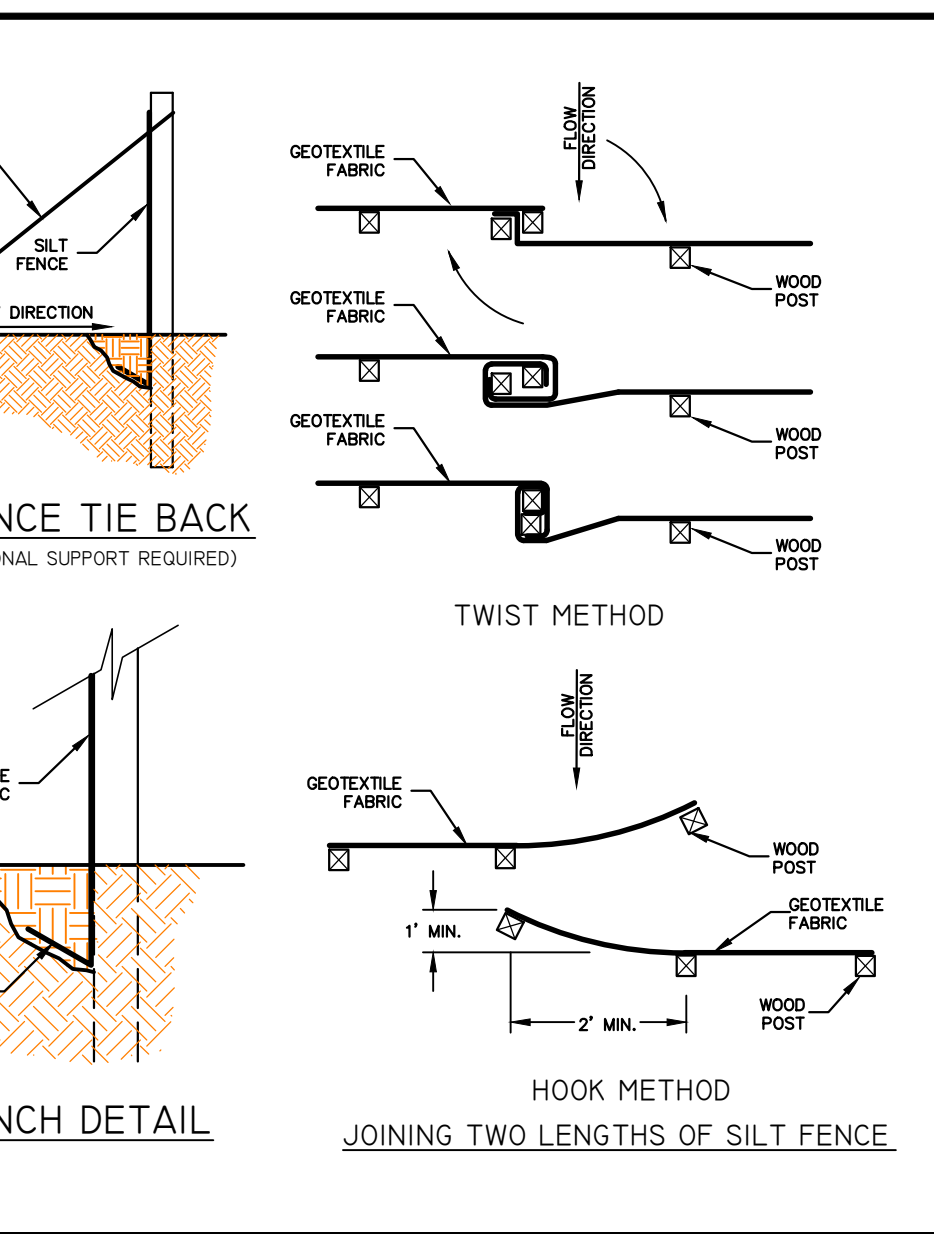 SILT
FENCE
DIRECTION
NCE TIE BACK
ONAL SUPPORT REQUIRED)
GEOTEXTILE
FABRIC
FLOW
DIRECTION
WOOD
POST
GEOTEXTILE
FABRIC
WOOD
POST
GEOTEXTILE
FABRIC
WOOD
POST
TWIST METHOD
E
C
NCH DETAIL
FLOW
DIRECTION
GEOTEXTILE
FABRIC
WOOD
POST
1' MIN.
GEOTEXTILE
FABRIC
2' MIN.
WOOD
POST
HOOK METHOD
JOINING TWO LENGTHS OF SILT FENCE